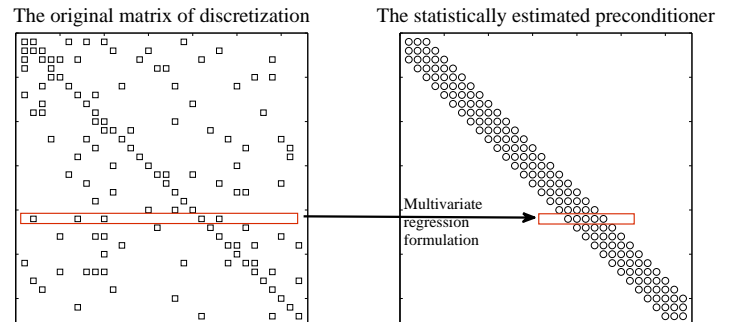 The original matrix of discretization
The statistically estimated preconditioner
Multivariate
regression
formulation